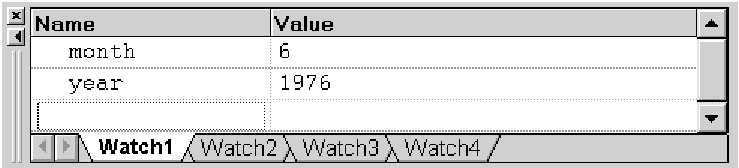 Name Value
month 6
year 1976
Watch1 Watch2 Watch3 Watch4